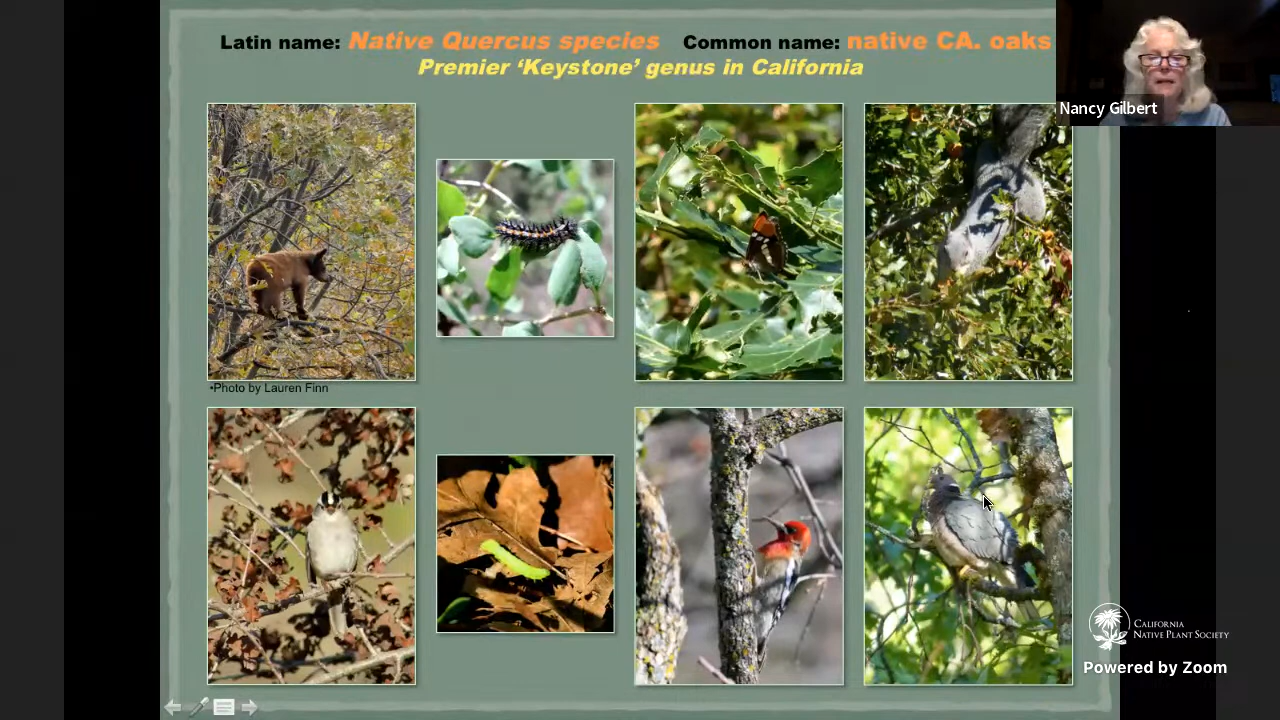 Latin name: Native Quercus species Common name: native CA. oaks
Premier ‘Keystone’ genus in California
Nancy Gilbert
•Photo by Lauren Finn
CALIFORNIA
NATIVE PLANT SOCIETY
Powered by Zoom